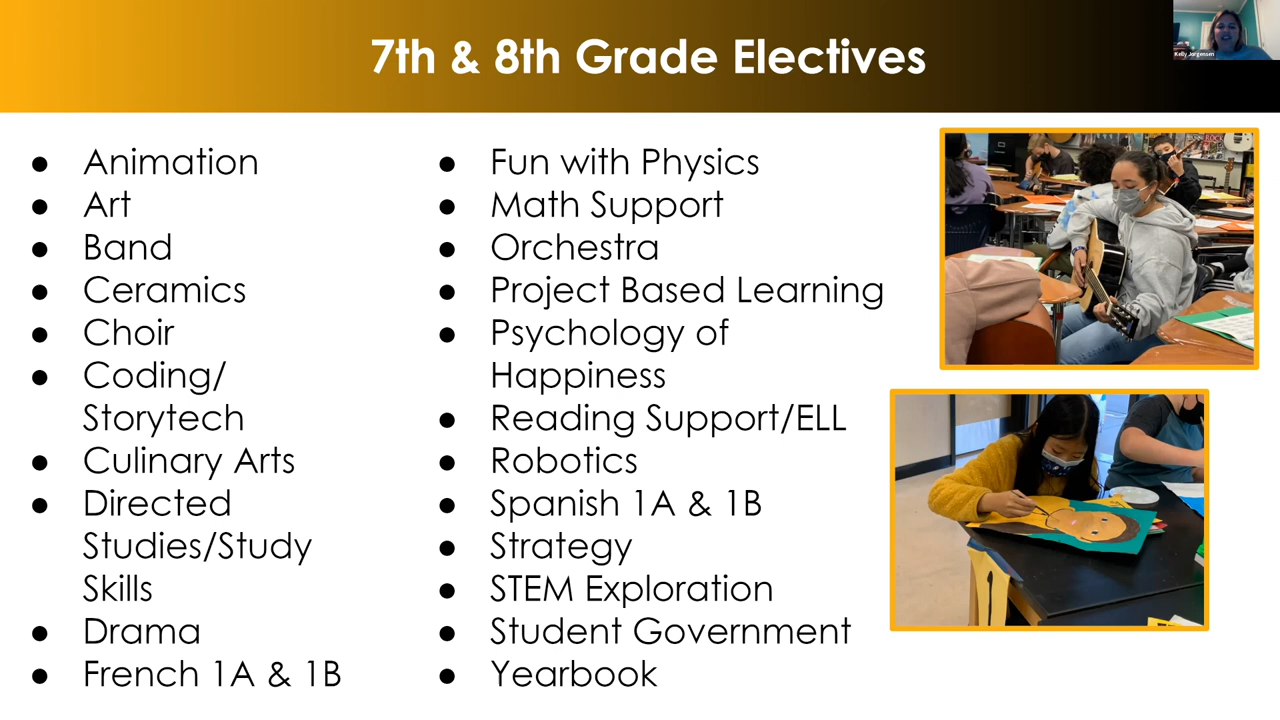 7th & 8th Grade Electives
Kelly Jorgensen
● Animation
● Art
● Band
● Ceramics
● Choir
● Coding/
Storytech
● Culinary Arts
● Directed
Studies/Study
Skills
● Drama
● French 1A & 1B
● Fun with Physics
● Math Support
● Orchestra
● Project Based Learning
● Psychology of
Happiness
● Reading Support/ELL
● Robotics
● Spanish 1A & 1B
● Strategy
● STEM Exploration
● Student Government
● Yearbook